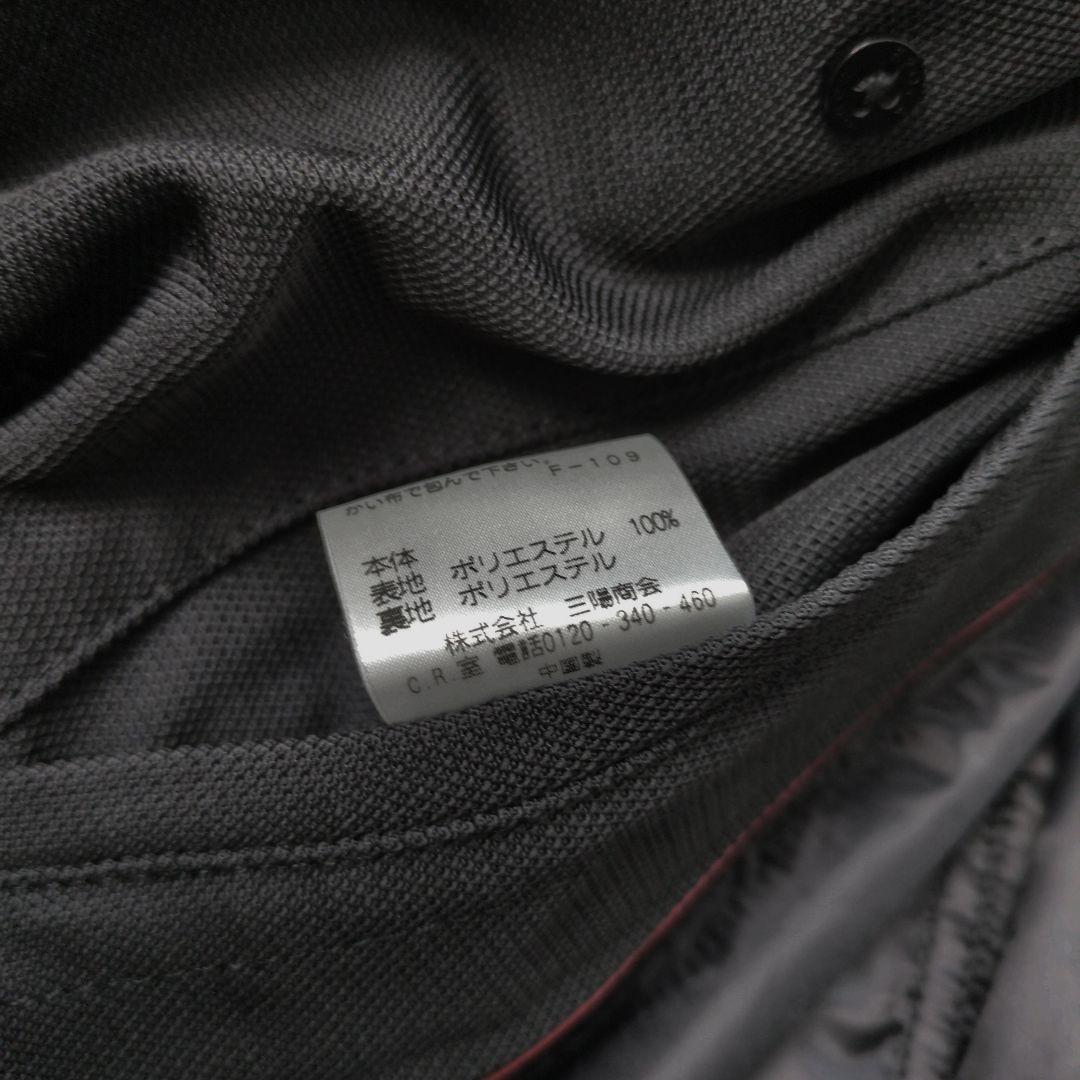 かい布で包んで下さい。
F-109
本体
表地 ポリエステル 100%
裏地 ポリエステル
株式会社 三陽商会
C.R.室 電話0120-340-460
中国製